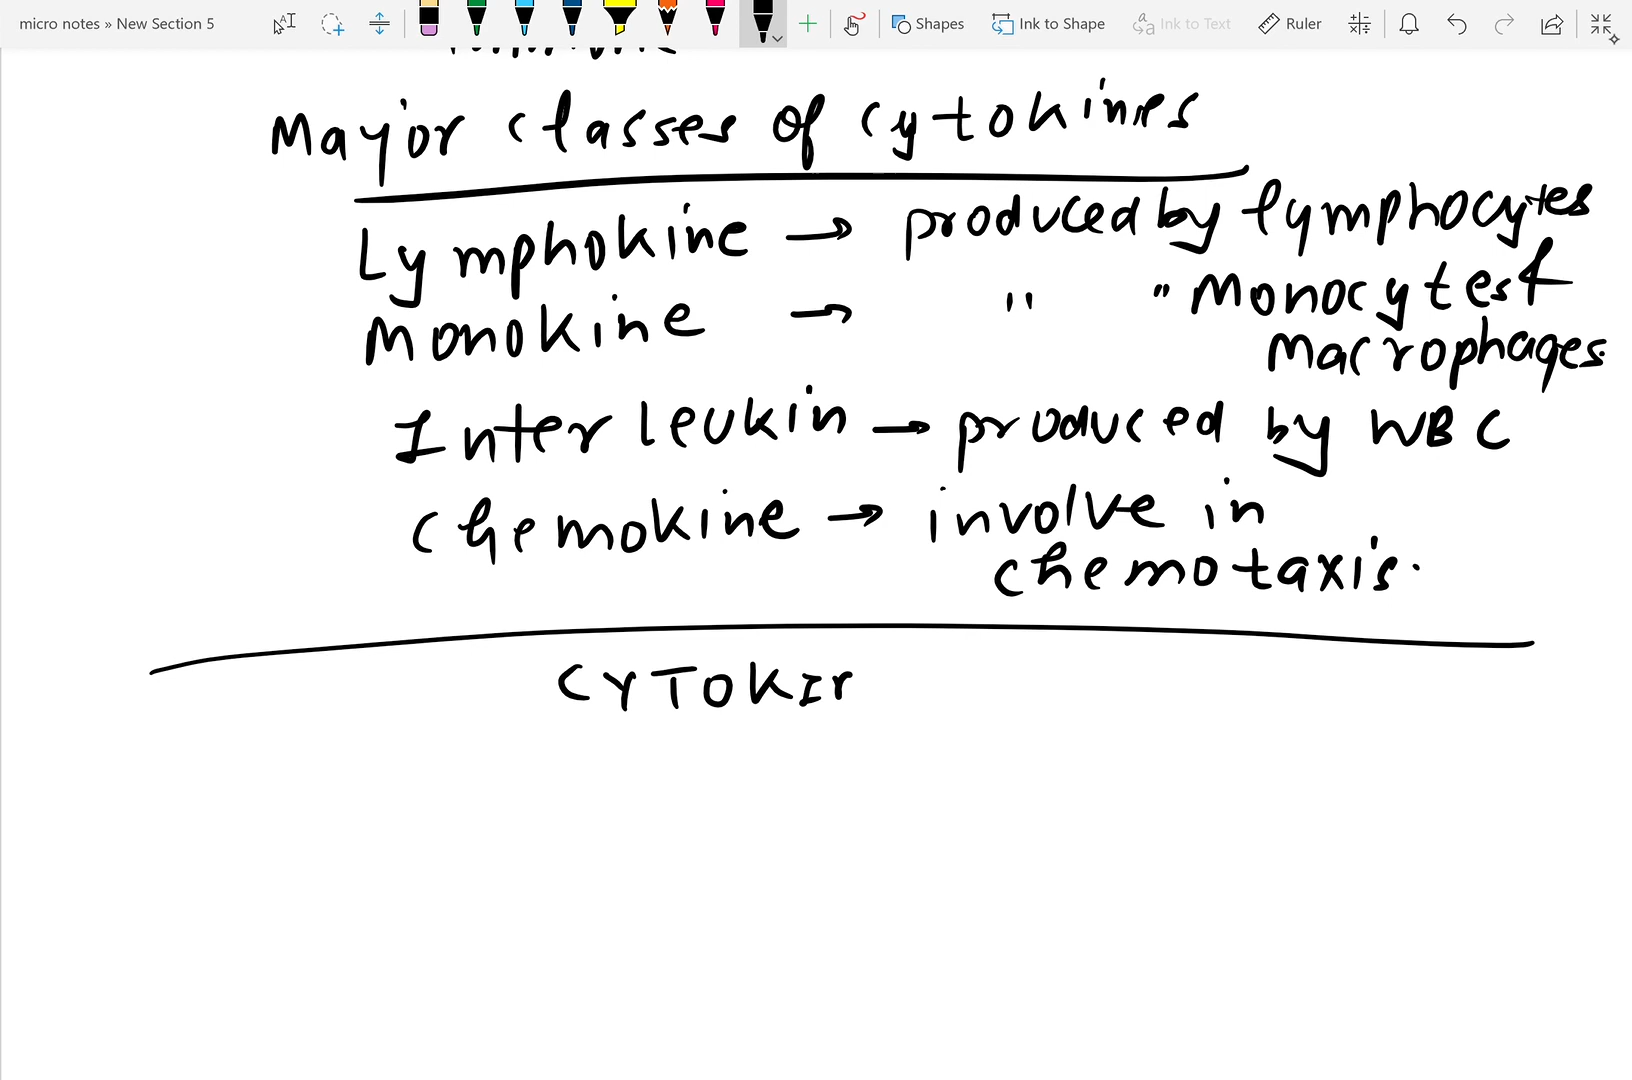 micro notes » New Section 5
Shapes
Ink to Shape
Ink to Text
Ruler
Major classes of cytokines
Lymphokine → produced by lymphocytes
Monokine → " " Monocytes &
Macrophages.
Interleukin → produced by WBC
Chemokine → involve in
chemotaxis.
CYTOKIr